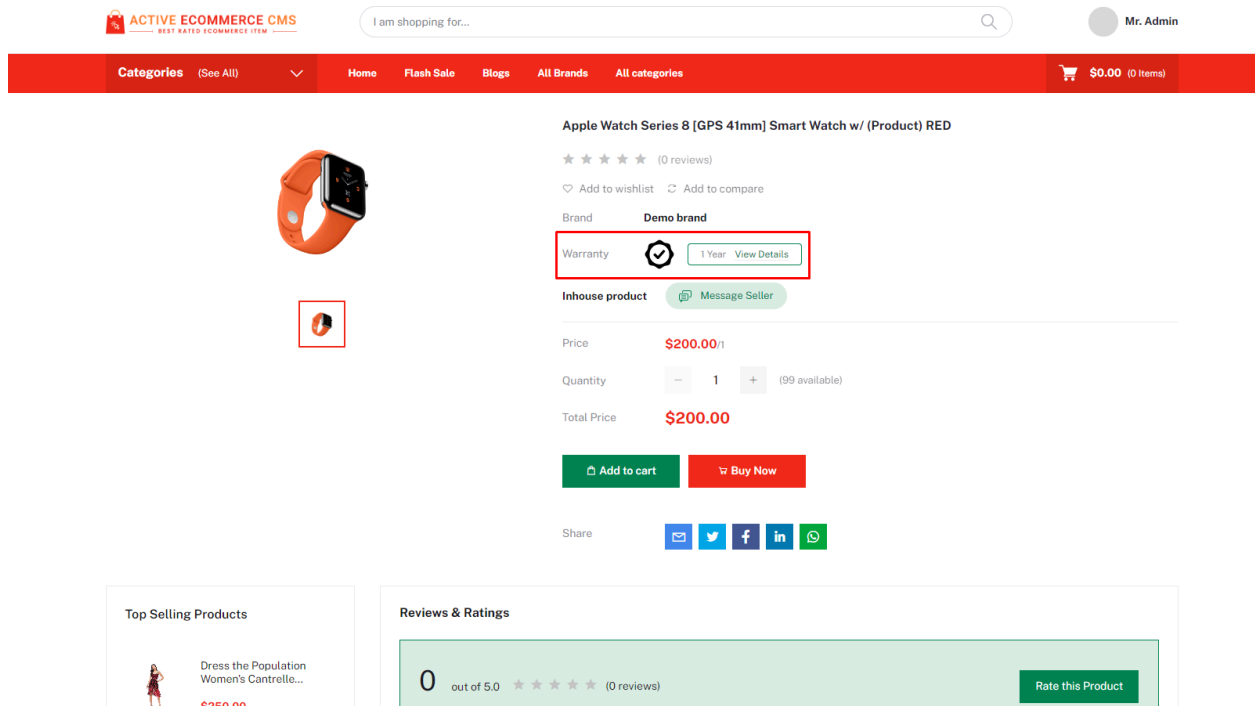 ACTIVE ECOMMERCE CMS
BEST RATED ECOMMERCE ITEM
I am shopping for...
Mr. Admin
Categories (See All)
Home Flash Sale Blogs All Brands All categories
$0.00 (0 Items)
Apple Watch Series 8 [GPS 41mm] Smart Watch w/ (Product) RED
(0 reviews)
Add to wishlist Add to compare
Brand Demo brand
Warranty 1 Year View Details
Inhouse product Message Seller
Price $200.00/1
Quantity − 1 + (99 available)
Total Price $200.00
Add to cart Buy Now
Share
Top Selling Products
Reviews & Ratings
Dress the Population
Women's Cantrelle...
$250.00
0 out of 5.0 (0 reviews)
Rate this Product